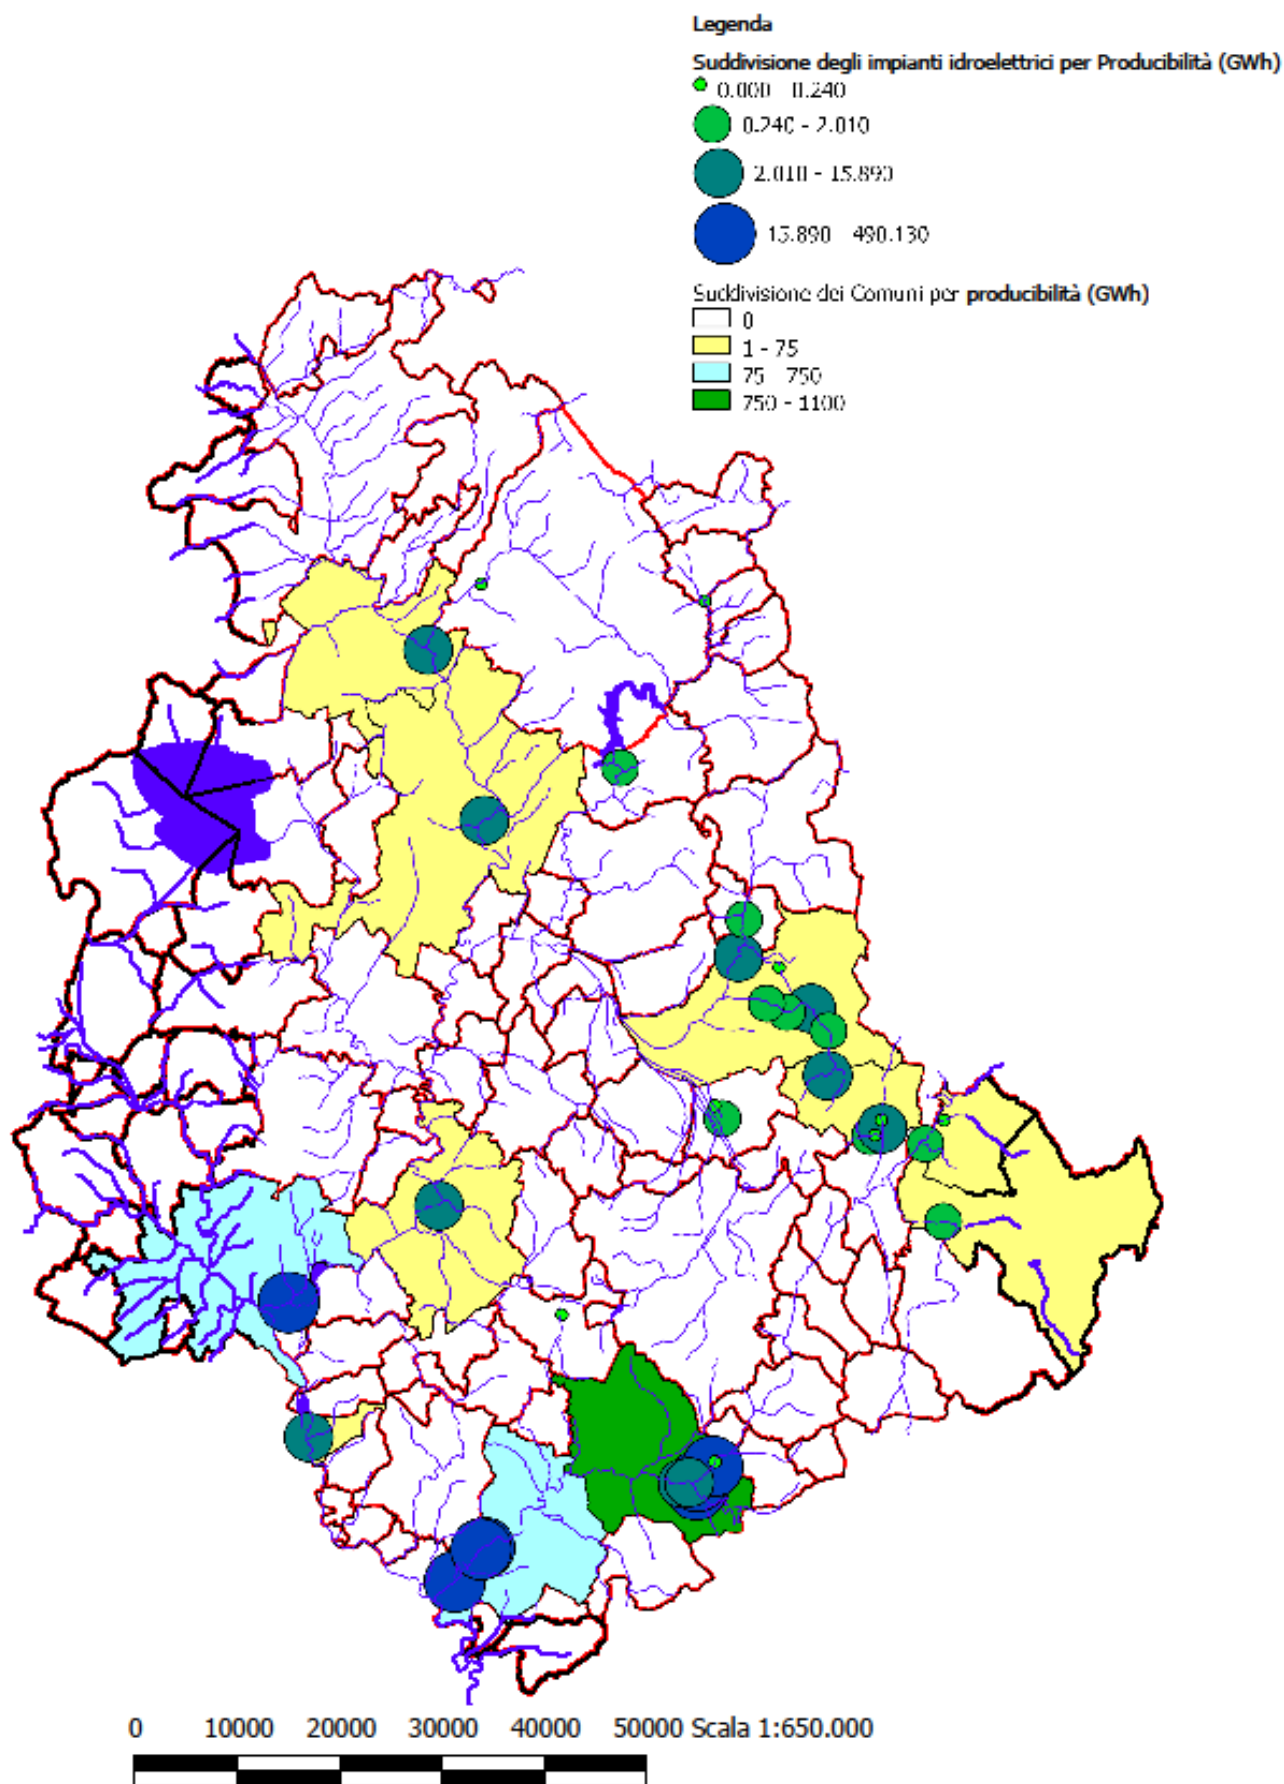 Legenda
Suddivisione degli impianti idroelettrici per Producibilità (GWh)
0.000 - 0.240
0.240 - 2.010
2.010 - 15.890
15.890 490.130
Suddivisione dei Comuni per producibilità (GWh)
0
1 - 75
75 - 750
750 - 1100
0 10000 20000 30000 40000 50000 Scala 1:650.000